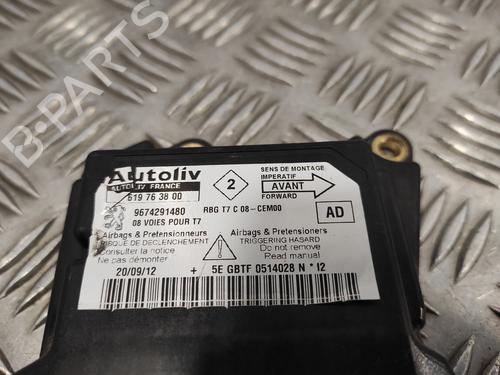 B-PARTS
Autoliv
AUTOLIV FRANCE
619 76 38 00
9674291480
08 VOIES POUR T7
2
RBG T7 C 08-CEM00
SENS DE MONTAGE
IMPERATIF
AVANT
FORWARD
AD
Airbags & Pretensionneurs
RISQUE DE DECLENCHEMENT
Consulter la notice
Ne pas démonter
Airbags & Pretensioners
TRIGGERING HASARD
Do not remove
Read manual
20/09/12 + 5E GBTF 0514028 N * I2